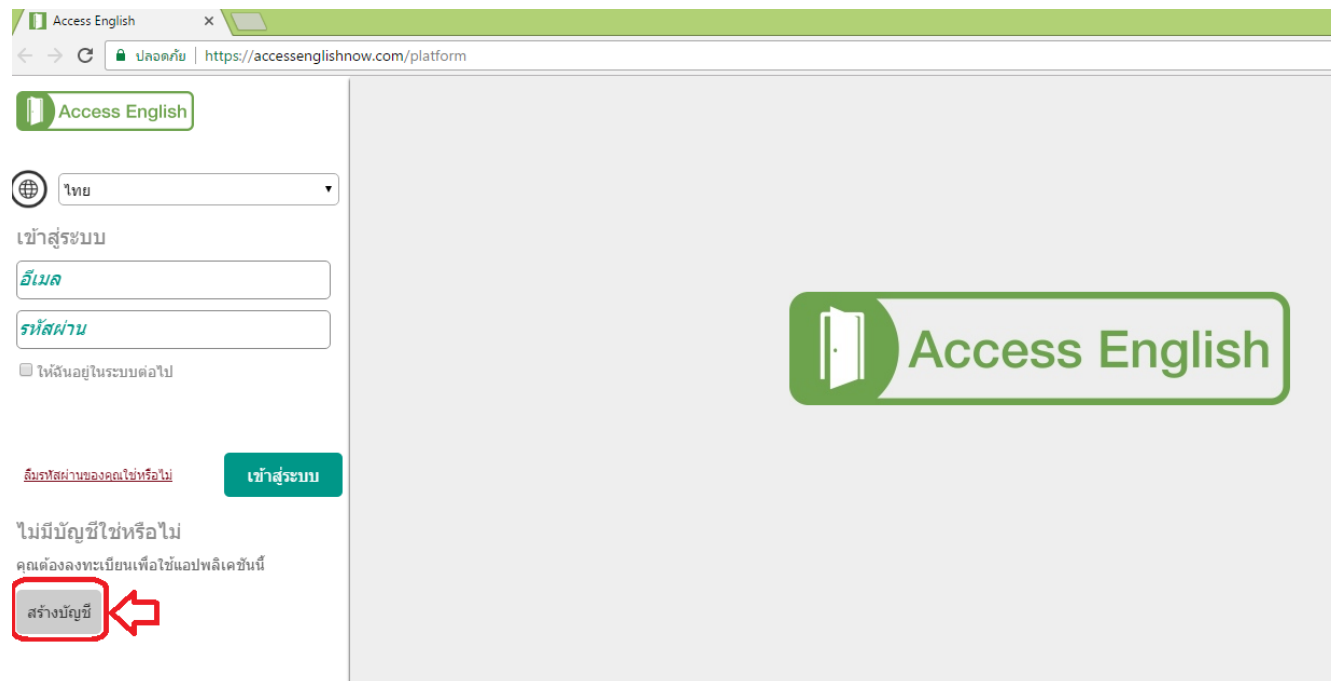 Access English
ปลอดภัย | https://accessenglishnow.com/platform
Access English
ไทย
เข้าสู่ระบบ
อีเมล
รหัสผ่าน
ให้ฉันอยู่ในระบบต่อไป
ลืมรหัสผ่านของคุณใช่หรือไม่
เข้าสู่ระบบ
ไม่มีบัญชีใช่หรือไม่
คุณต้องลงทะเบียนเพื่อใช้แอปพลิเคชันนี้
สร้างบัญชี
Access English